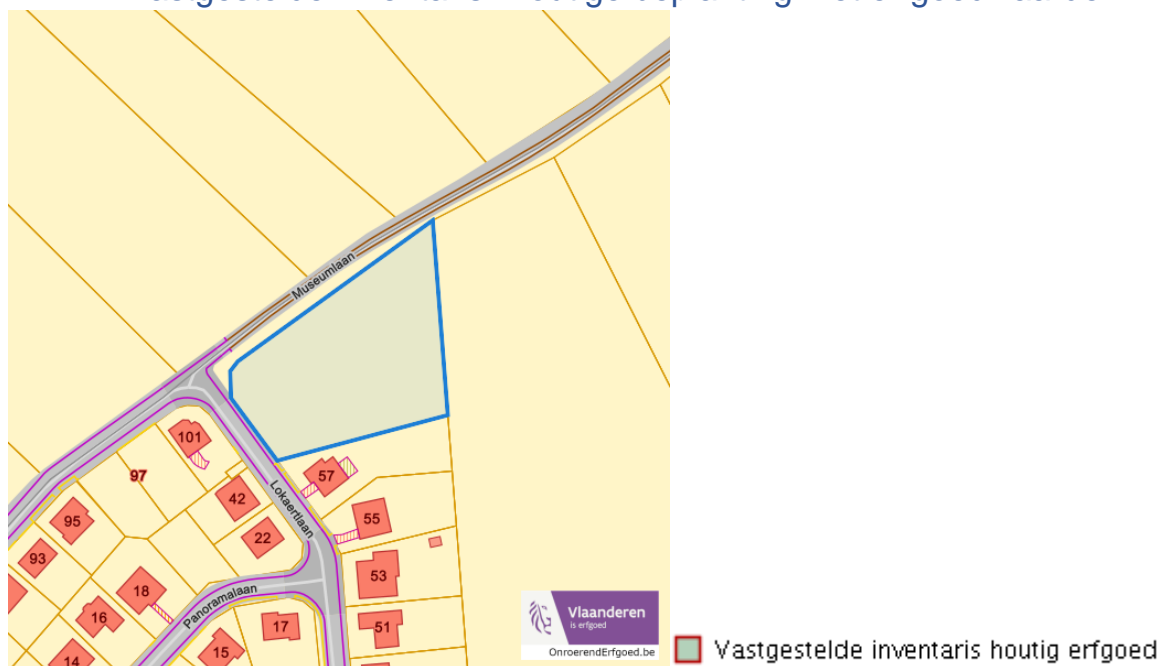 Museumlaan
101
97
57
42
Lokaertlaan
95
55
22
93
53
18
Panoramalaan
16
17
51
15
14
Vlaanderen
is erfgoed
OnroerendErfgoed.be
Vastgestelde inventaris houtig erfgoed